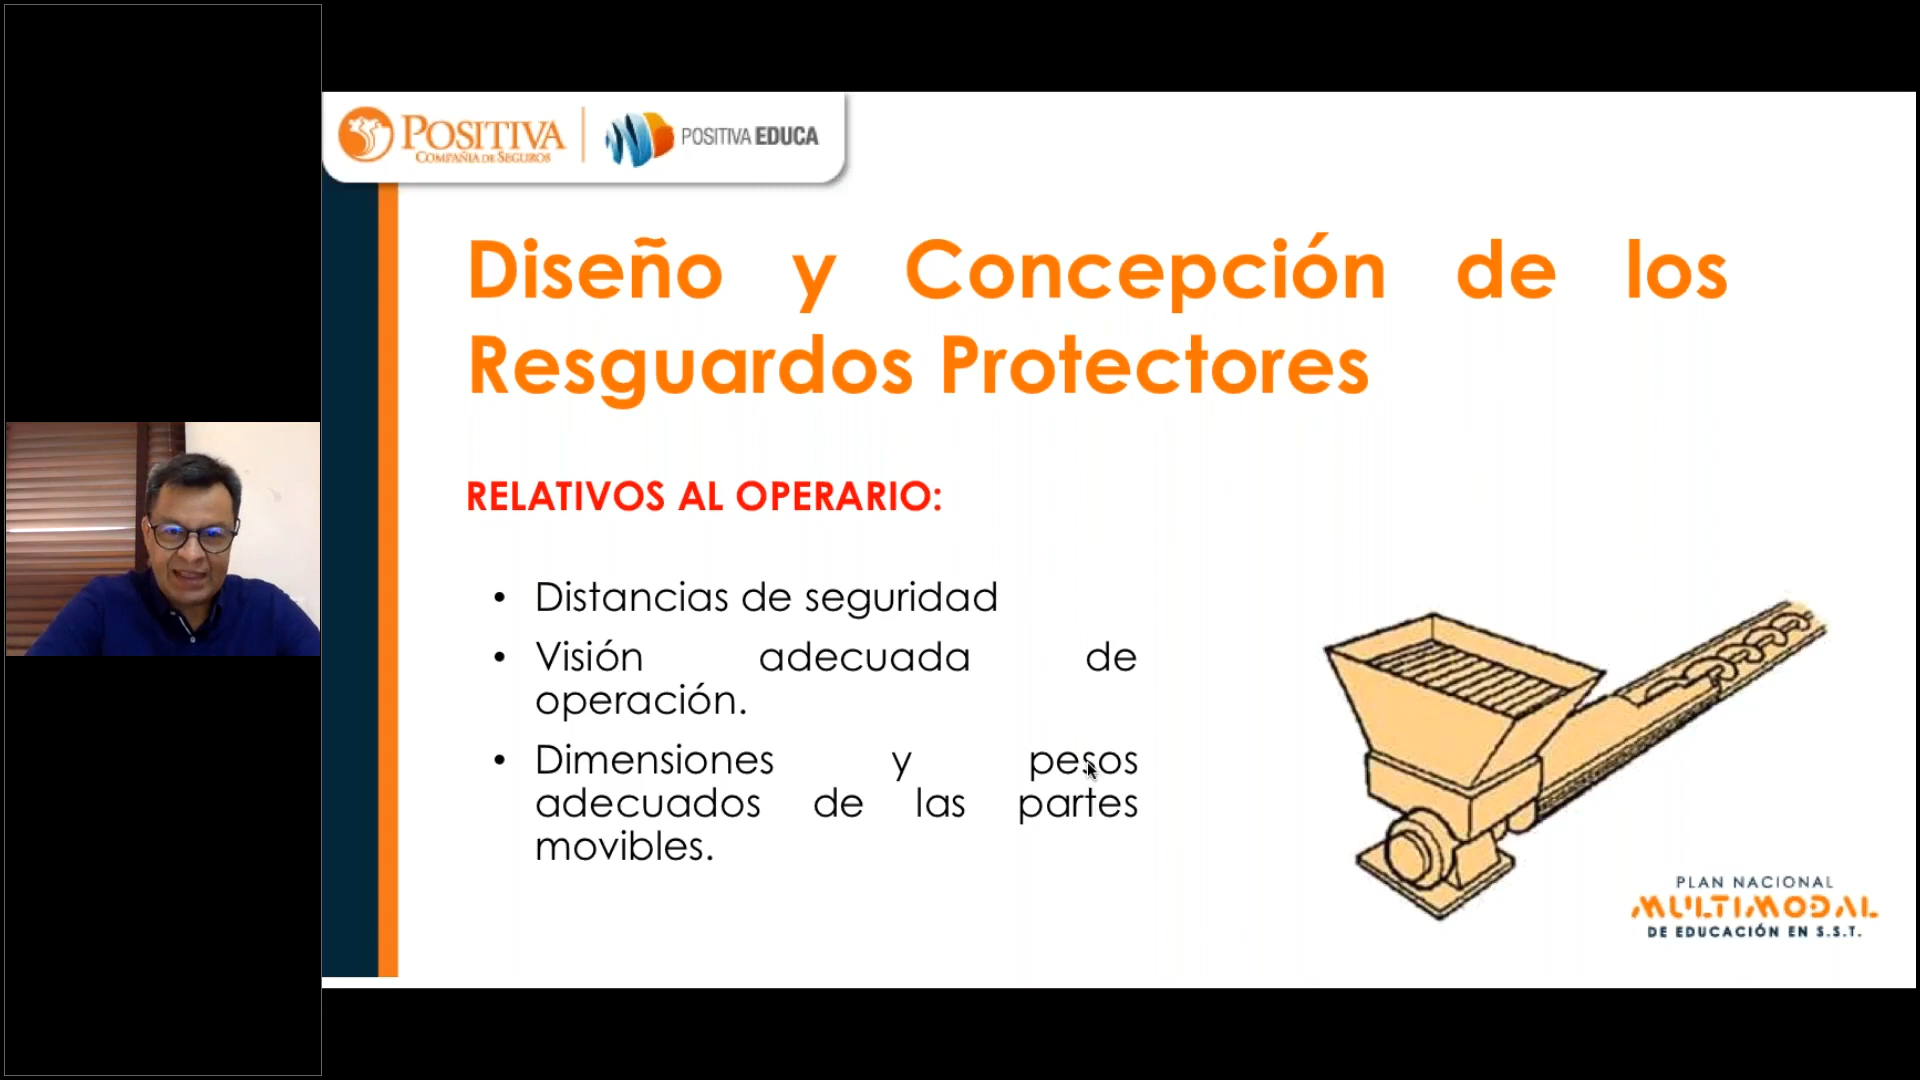 POSITIVA
COMPAÑIA DE SEGUROS
POSITIVA EDUCA
Diseño y Concepción de los
Resguardos Protectores
RELATIVOS AL OPERARIO:
• Distancias de seguridad
• Visión adecuada de
operación.
• Dimensiones y pesos
adecuados de las partes
movibles.
PLAN NACIONAL
MULTIMODAL
DE EDUCACIÓN EN S.S.T.